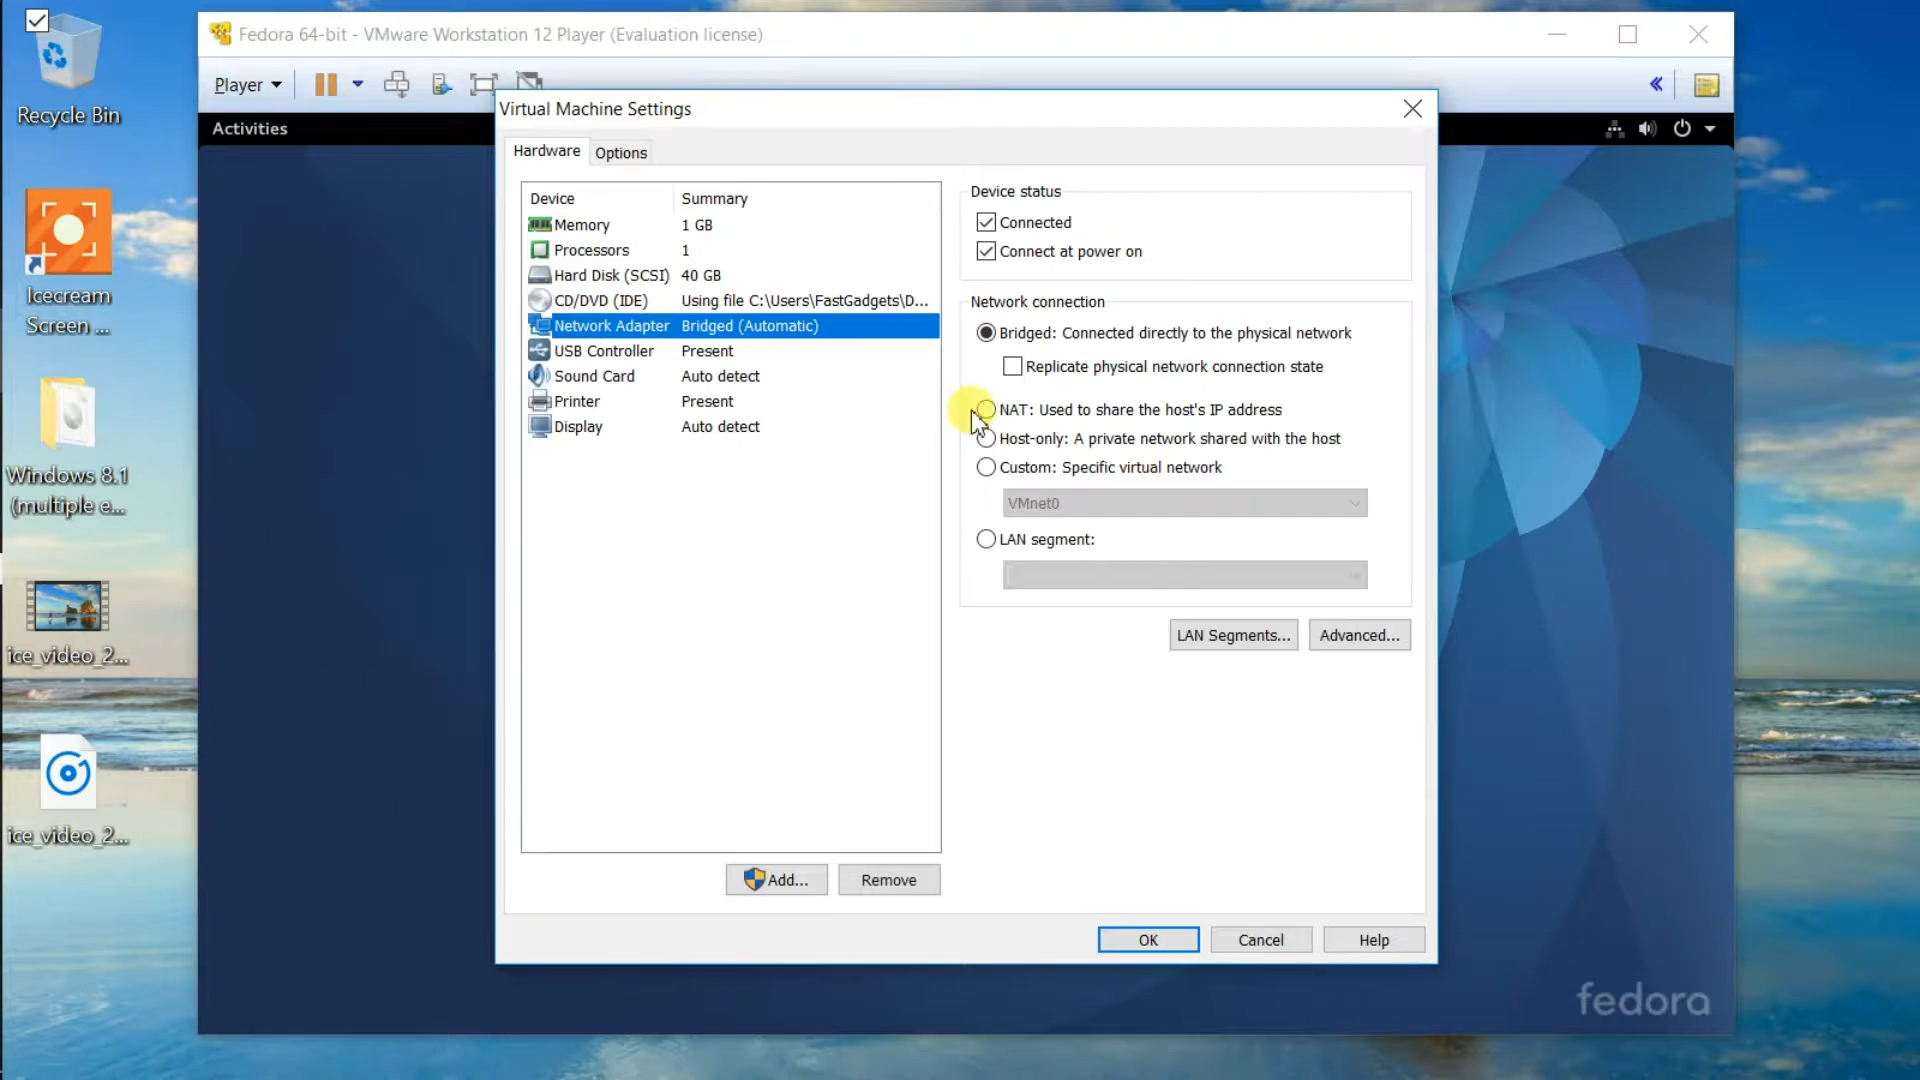 Recycle Bin
Icecream
Screen ...
Windows 8.1
(multiple e...
ice_video_2...
ice_video_2...
Fedora 64-bit - VMware Workstation 12 Player (Evaluation license)
Player
Activities
Virtual Machine Settings
Hardware
Options
Device Summary
Memory 1 GB
Processors 1
Hard Disk (SCSI) 40 GB
CD/DVD (IDE) Using file C:\Users\FastGadgets\D...
Network Adapter Bridged (Automatic)
USB Controller Present
Sound Card Auto detect
Printer Present
Display Auto detect
Add...
Remove
Device status
Connected
Connect at power on
Network connection
Bridged: Connected directly to the physical network
Replicate physical network connection state
NAT: Used to share the host's IP address
Host-only: A private network shared with the host
Custom: Specific virtual network
VMnet0
LAN segment:
LAN Segments...
Advanced...
OK
Cancel
Help
fedora